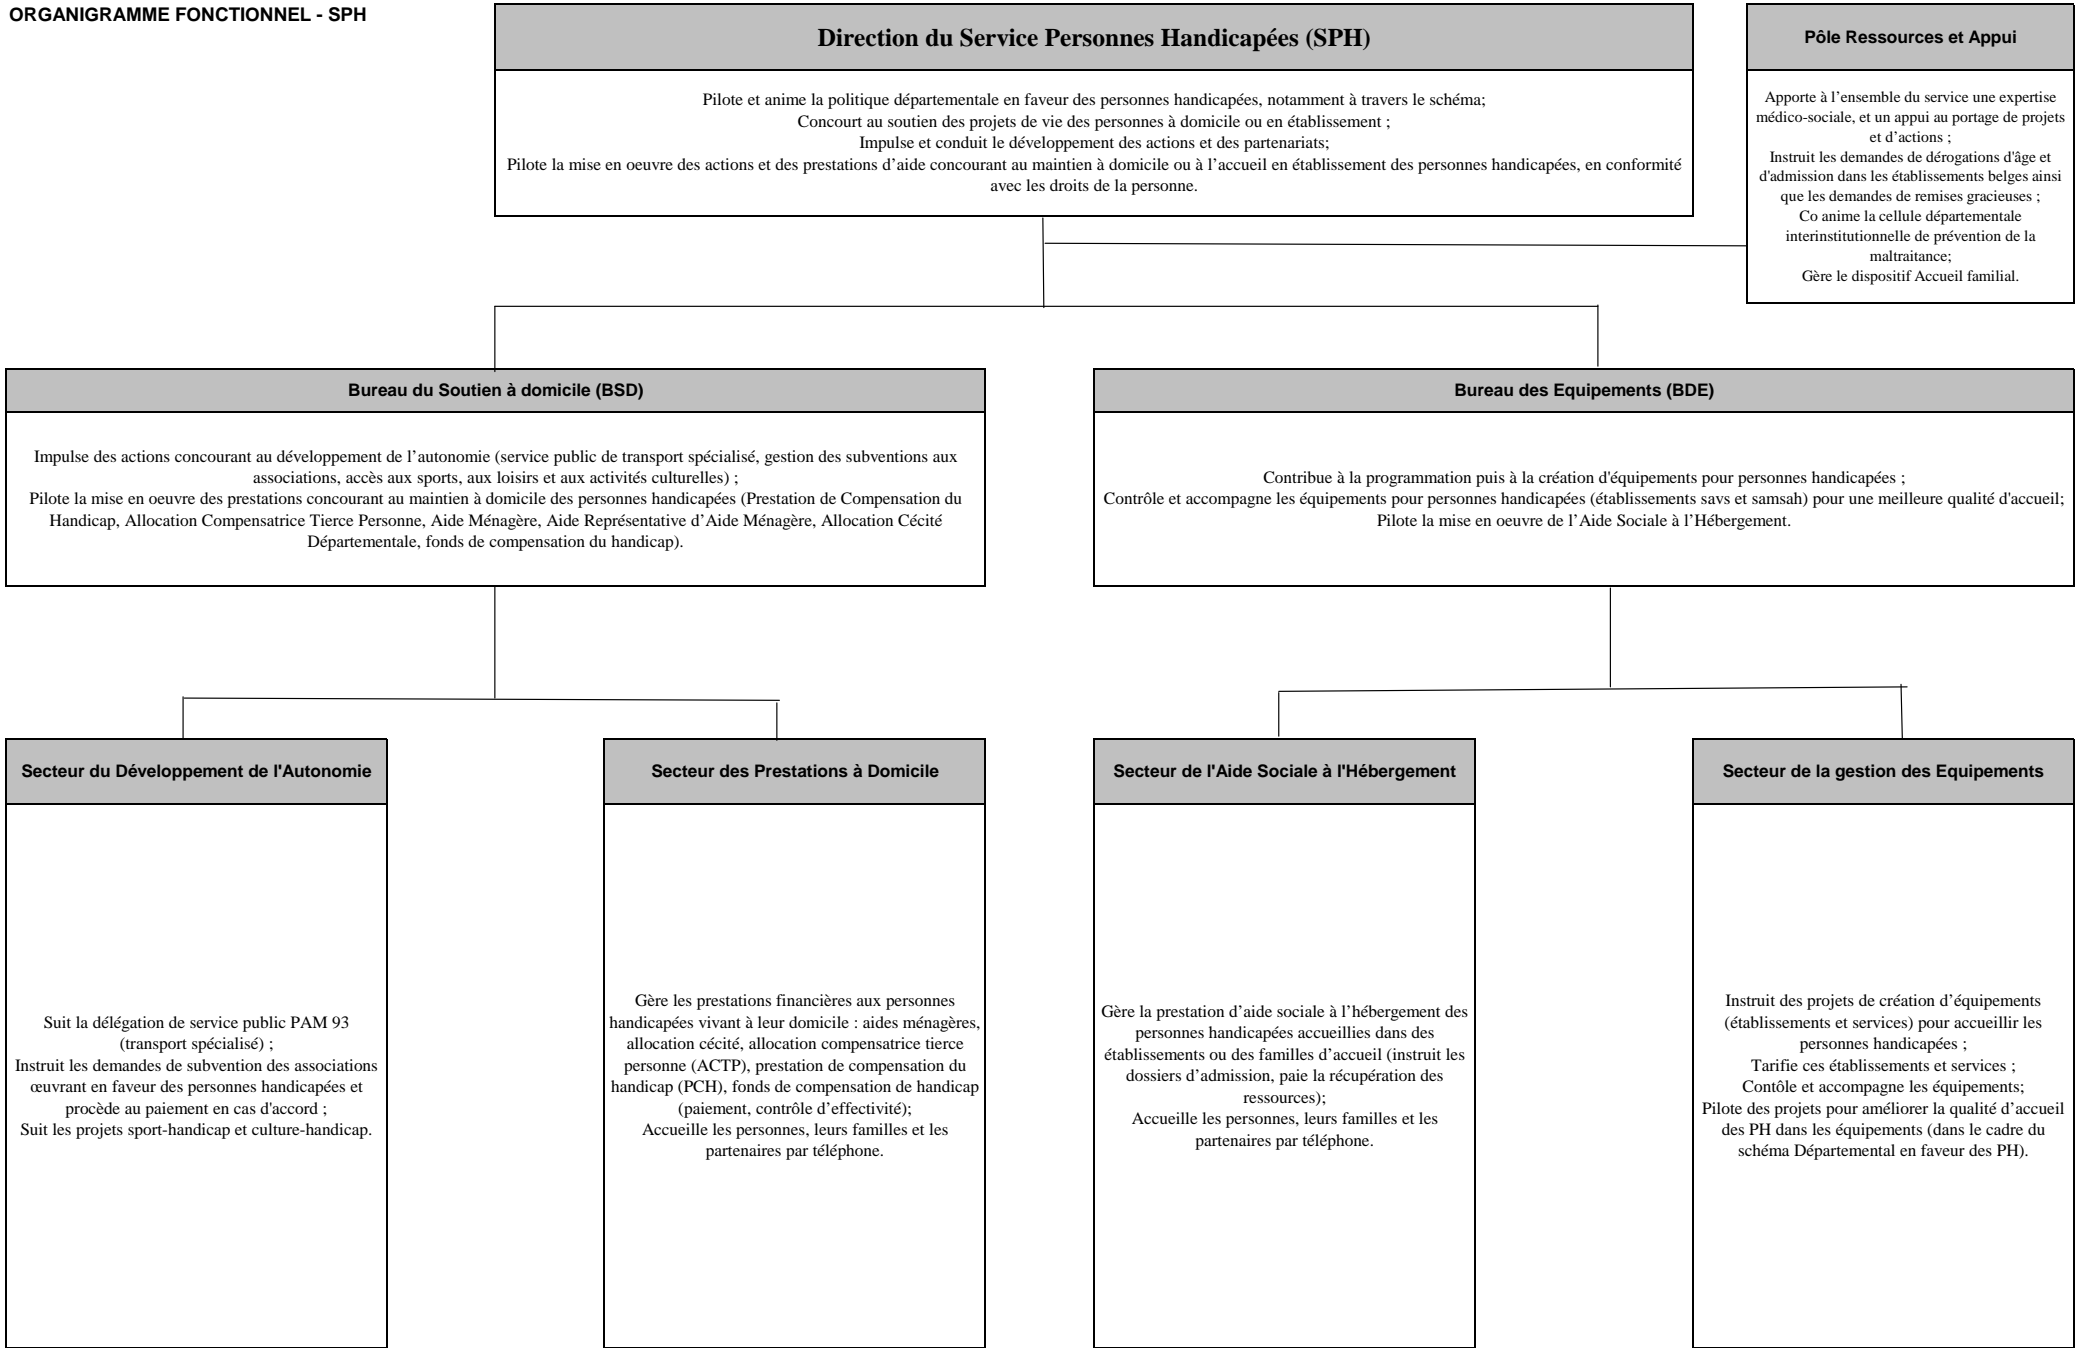 ORGANIGRAMME FONCTIONNEL - SPH
Direction du Service Personnes Handicapées (SPH)
Pilote et anime la politique départementale en faveur des personnes handicapées, notamment à travers le schéma;
Concourt au soutien des projets de vie des personnes à domicile ou en établissement ;
Impulse et conduit le développement des actions et des partenariats;
Pilote la mise en oeuvre des actions et des prestations d’aide concourant au maintien à domicile ou à l’accueil en établissement des personnes handicapées, en conformité
avec les droits de la personne.
Pôle Ressources et Appui
Apporte à l’ensemble du service une expertise
médico-sociale, et un appui au portage de projets
et d’actions ;
Instruit les demandes de dérogations d'âge et
d'admission dans les établissements belges ainsi
que les demandes de remises gracieuses ;
Co anime la cellule départementale
interinstitutionnelle de prévention de la
maltraitance;
Gère le dispositif Accueil familial.
Bureau du Soutien à domicile (BSD)
Impulse des actions concourant au développement de l’autonomie (service public de transport spécialisé, gestion des subventions aux
associations, accès aux sports, aux loisirs et aux activités culturelles) ;
Pilote la mise en oeuvre des prestations concourant au maintien à domicile des personnes handicapées (Prestation de Compensation du
Handicap, Allocation Compensatrice Tierce Personne, Aide Ménagère, Aide Représentative d’Aide Ménagère, Allocation Cécité
Départementale, fonds de compensation du handicap).
Bureau des Equipements (BDE)
Contribue à la programmation puis à la création d'équipements pour personnes handicapées ;
Contrôle et accompagne les équipements pour personnes handicapées (établissements savs et samsah) pour une meilleure qualité d'accueil;
Pilote la mise en oeuvre de l’Aide Sociale à l’Hébergement.
Secteur du Développement de l'Autonomie
Suit la délégation de service public PAM 93
(transport spécialisé) ;
Instruit les demandes de subvention des associations
œuvrant en faveur des personnes handicapées et
procède au paiement en cas d'accord ;
Suit les projets sport-handicap et culture-handicap.
Secteur des Prestations à Domicile
Gère les prestations financières aux personnes
handicapées vivant à leur domicile : aides ménagères,
allocation cécité, allocation compensatrice tierce
personne (ACTP), prestation de compensation du
handicap (PCH), fonds de compensation de handicap
(paiement, contrôle d’effectivité);
Accueille les personnes, leurs familles et les
partenaires par téléphone.
Secteur de l'Aide Sociale à l'Hébergement
Gère la prestation d’aide sociale à l’hébergement des
personnes handicapées accueillies dans des
établissements ou des familles d’accueil (instruit les
dossiers d’admission, paie la récupération des
ressources);
Accueille les personnes, leurs familles et les
partenaires par téléphone.
Secteur de la gestion des Equipements
Instruit des projets de création d’équipements
(établissements et services) pour accueillir les
personnes handicapées ;
Tarifie ces établissements et services ;
Contôle et accompagne les équipements;
Pilote des projets pour améliorer la qualité d’accueil
des PH dans les équipements (dans le cadre du
schéma Départemental en faveur des PH).